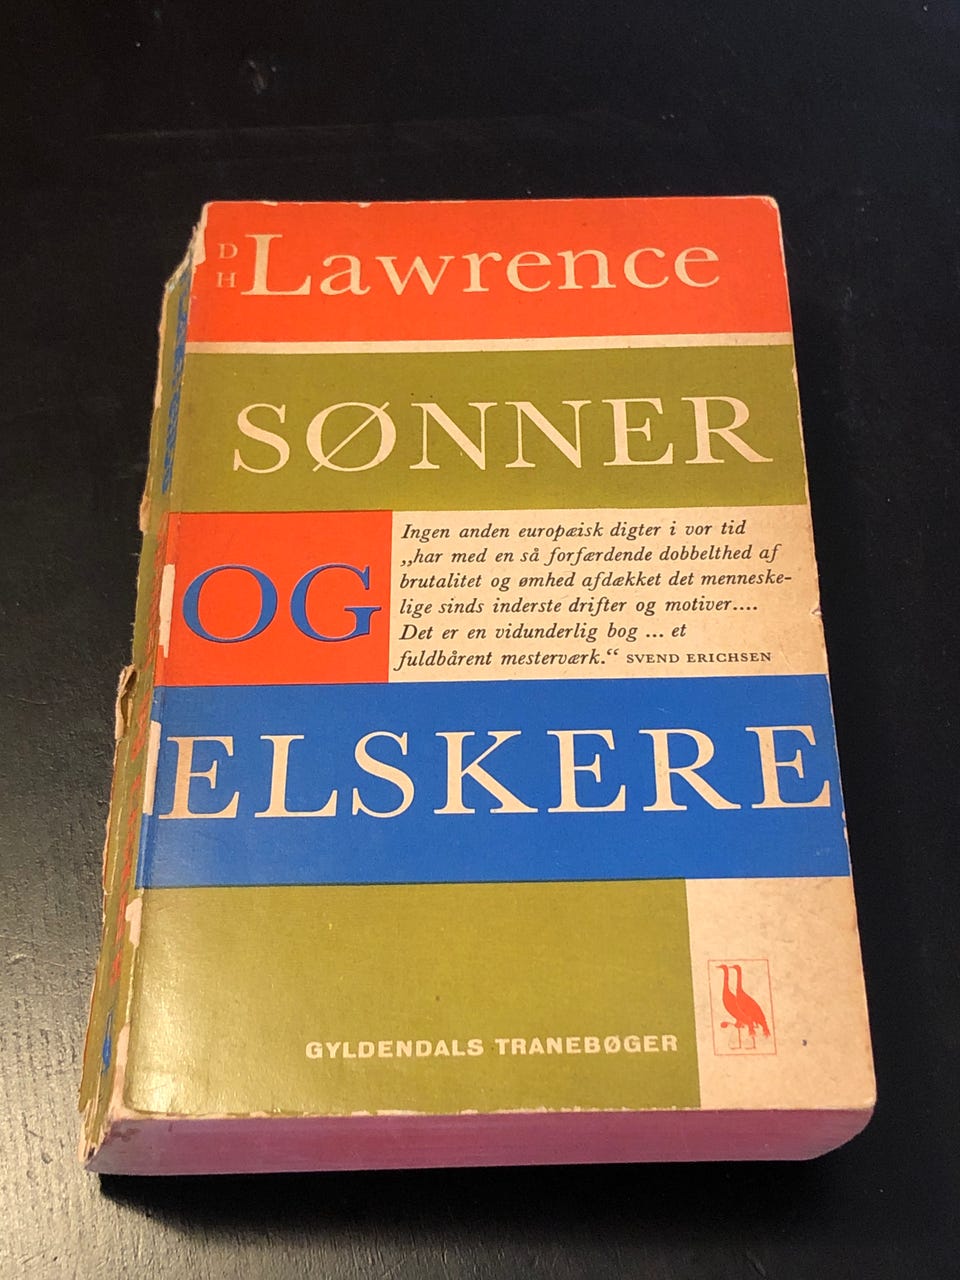 D H Lawrence
SØNNER
OG
Ingen anden europæisk digter i vor tid
„har med en så forfærdende dobbelthed af
brutalitet og ømhed afdækket det menneske-
lige sinds inderste drifter og motiver....
Det er en vidunderlig bog ... et
fuldbårent mesterværk.“ SVEND ERICHSEN
ELSKERE
GYLDENDALS TRANEBØGER